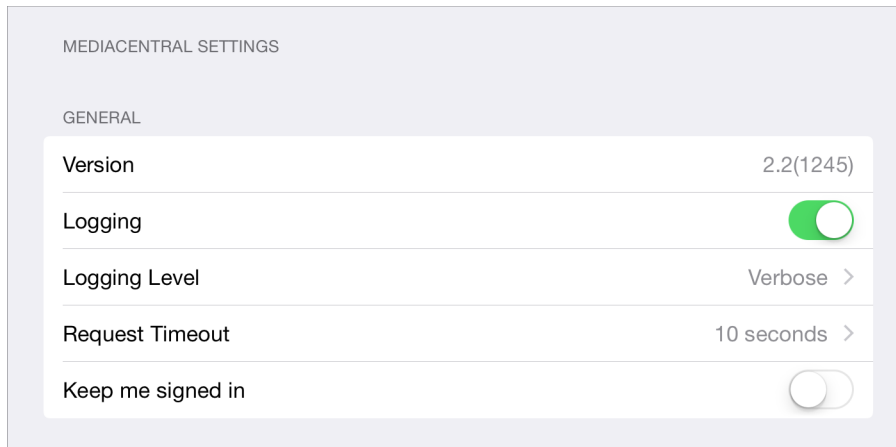 MEDIACENTRAL SETTINGS
GENERAL
Version 2.2(1245)
Logging
Logging Level Verbose
Request Timeout 10 seconds
Keep me signed in